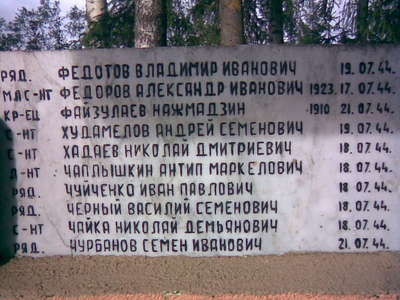 РЯД. ФЕДОТОВ ВЛАДИМИР ИВАНОВИЧ 19.07.44.
МЛ.С-НТ ФЕДОРОВ АЛЕКСАНДР ИВАНОВИЧ 1923. 17.07.44.
КР-ЕЦ ФАЙЗУЛАЕВ НАЖМАДЗИН 1910 21.07.44.
С-НТ ХУДАМЕЛОВ АНДРЕЙ СЕМЕНОВИЧ 19.07.44.
С-НТ ХАДАЕВ НИКОЛАЙ ДМИТРИЕВИЧ 18.07.44.
Л-НТ ЧАПЛЫШКИН АНТИП МАРКЕЛОВИЧ 18.07.44.
РЯД. ЧУЙЧЕНКО ИВАН ПАВЛОВИЧ 18.07.44.
РЯД. ЧЕРНЫЙ ВАСИЛИЙ СЕМЕНОВИЧ 18.07.44.
С-НТ ЧАЙКА НИКОЛАЙ ДЕМЬЯНОВИЧ 18.07.44.
РЯД. ЧУРБАНОВ СЕМЕН ИВАНОВИЧ 21.07.44.